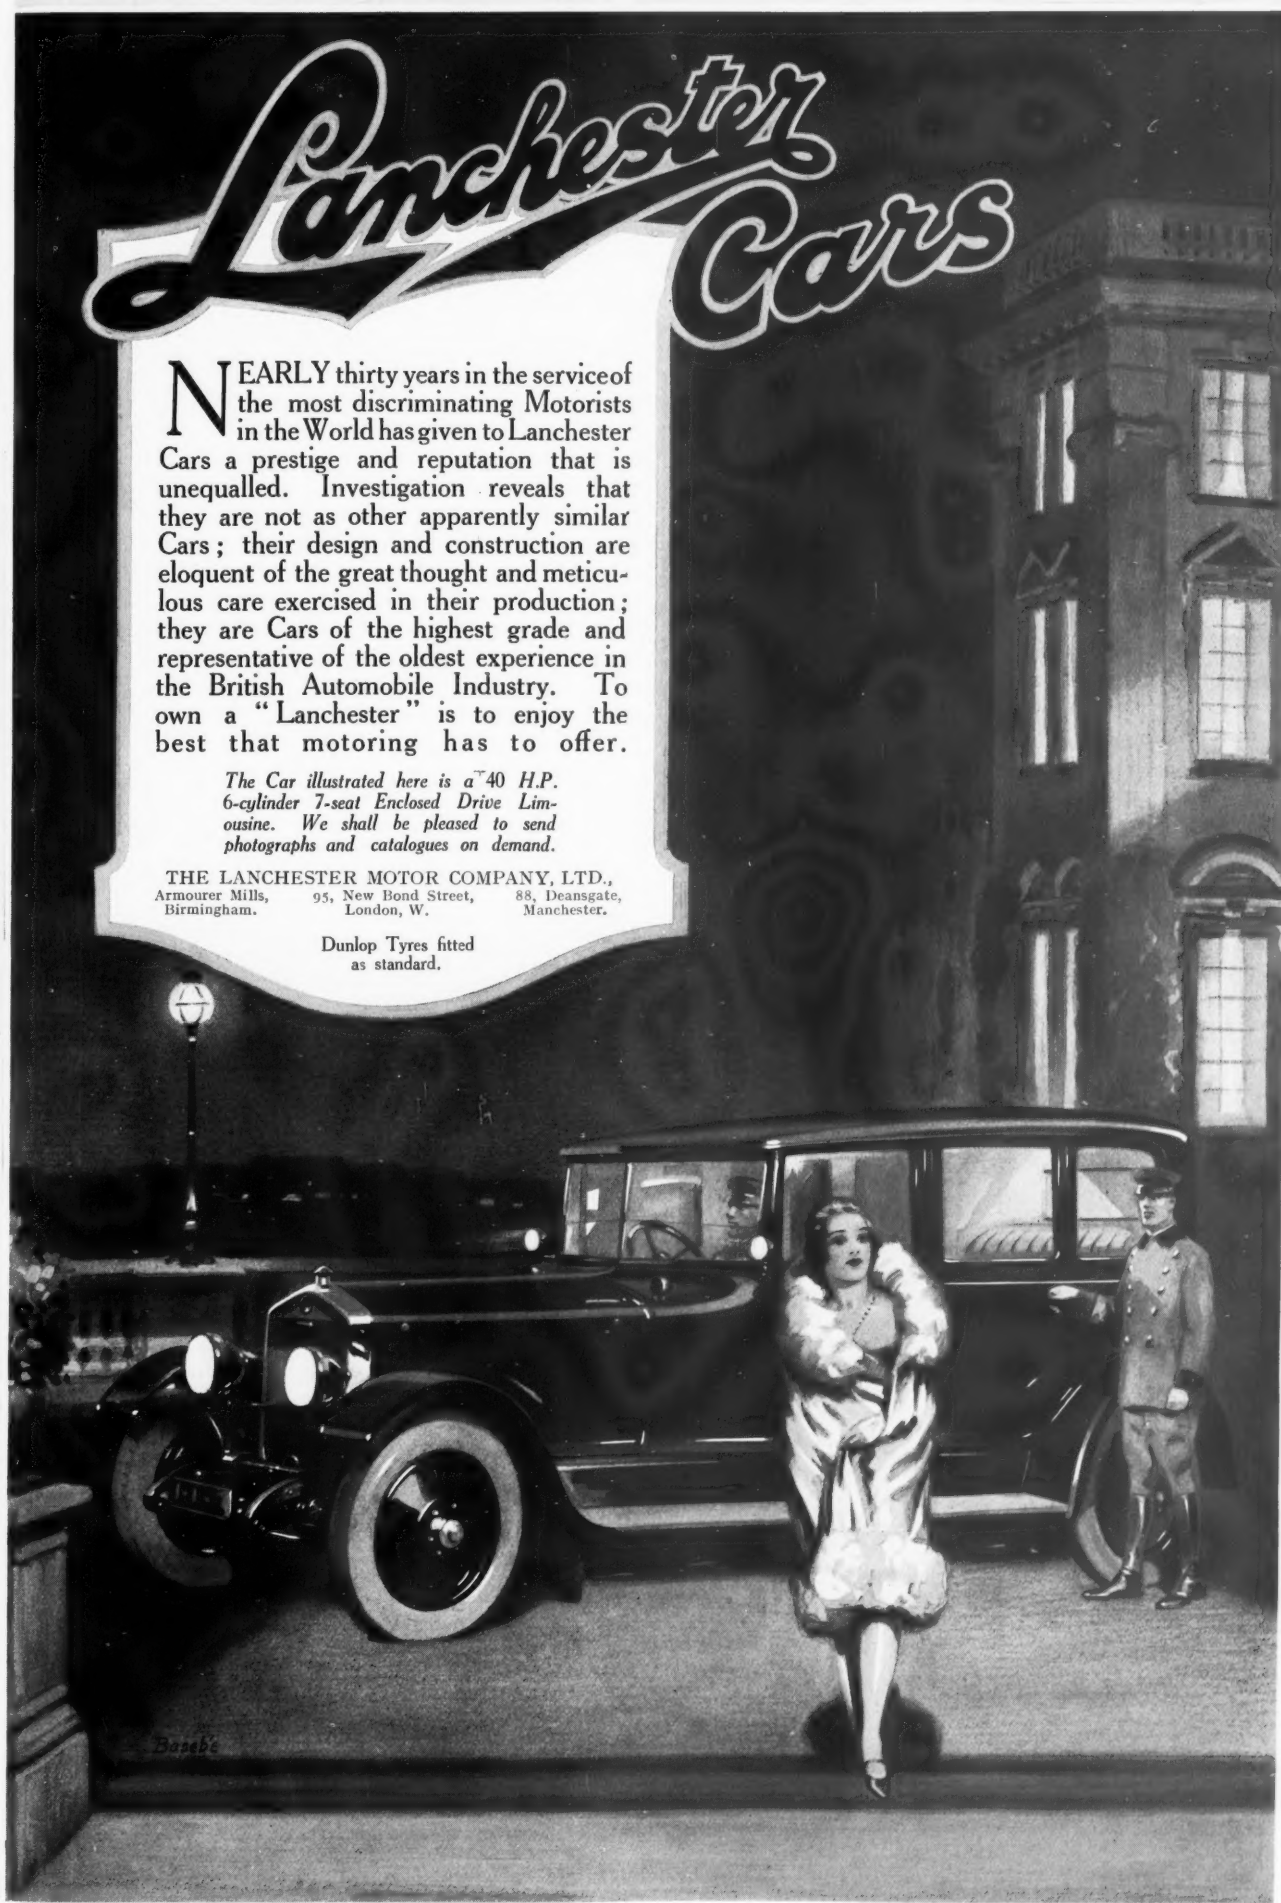 Lanchester
Cars
NEARLY thirty years in the service of
the most discriminating Motorists
in the World has given to Lanchester
Cars a prestige and reputation that is
unequalled. Investigation reveals that
they are not as other apparently similar
Cars; their design and construction are
eloquent of the great thought and meticu-
lous care exercised in their production;
they are Cars of the highest grade and
representative of the oldest experience in
the British Automobile Industry. To
own a "Lanchester" is to enjoy the
best that motoring has to offer.
The Car illustrated here is a 40 H.P.
6-cylinder 7-seat Enclosed Drive Lim-
ousine. We shall be pleased to send
photographs and catalogues on demand.
THE LANCHESTER MOTOR COMPANY, LTD.,
Armourer Mills, 95, New Bond Street, 88, Deansgate,
Birmingham. London, W. Manchester.
Dunlop Tyres fitted
as standard.